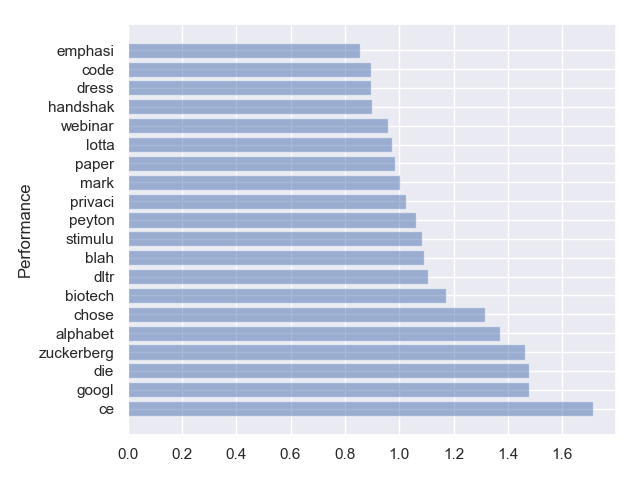 emphasi
code
dress
handshak
webinar
lotta
paper
mark
privaci
peyton
stimulu
blah
dltr
biotech
chose
alphabet
zuckerberg
die
googl
ce
Performance
0.0 0.2 0.4 0.6 0.8 1.0 1.2 1.4 1.6